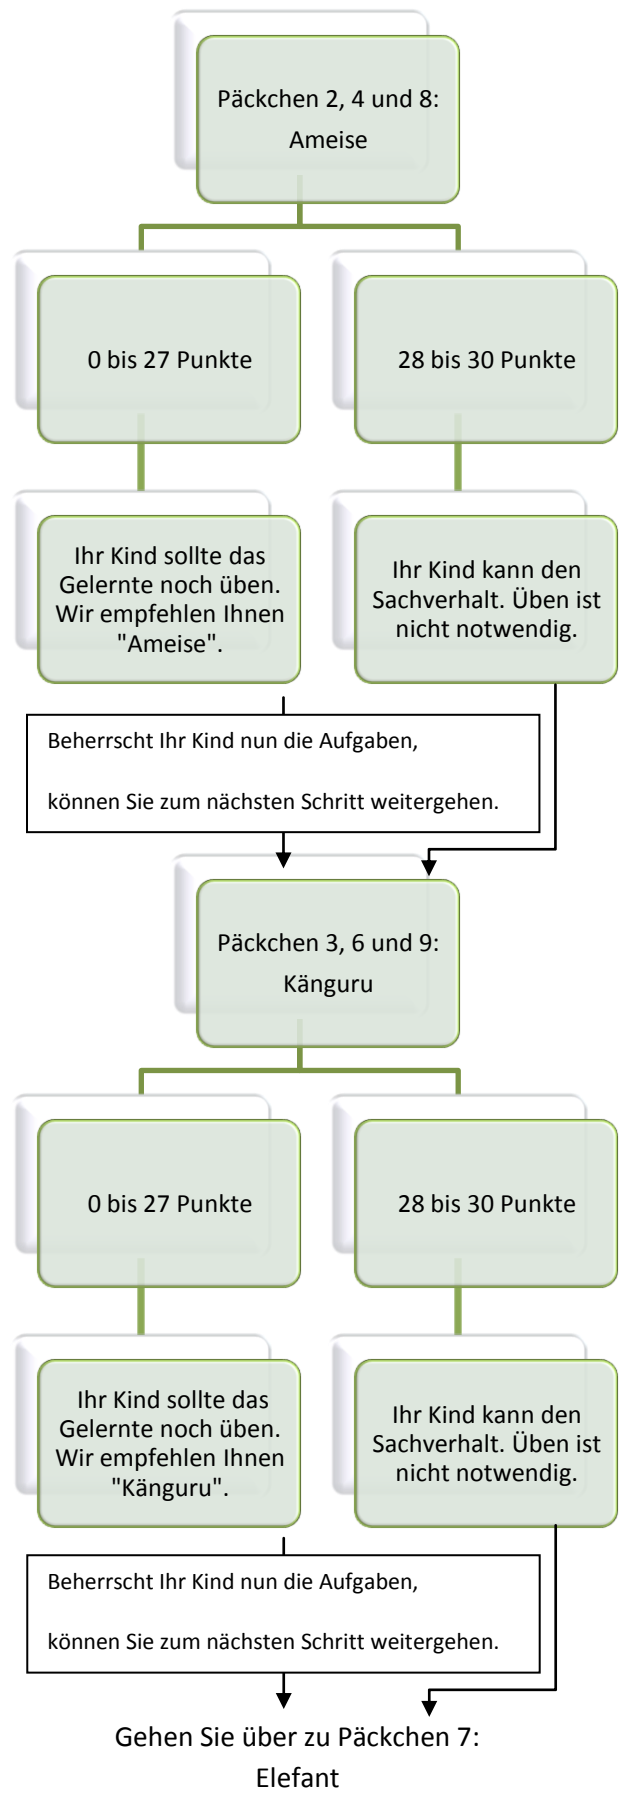 Päckchen 2, 4 und 8:
Ameise
0 bis 27 Punkte
28 bis 30 Punkte
Ihr Kind sollte das
Gelernte noch üben.
Wir empfehlen Ihnen
"Ameise".
Ihr Kind kann den
Sachverhalt. Üben ist
nicht notwendig.
Beherrscht Ihr Kind nun die Aufgaben,
können Sie zum nächsten Schritt weitergehen.
Päckchen 3, 6 und 9:
Känguru
0 bis 27 Punkte
28 bis 30 Punkte
Ihr Kind sollte das
Gelernte noch üben.
Wir empfehlen Ihnen
"Känguru".
Ihr Kind kann den
Sachverhalt. Üben ist
nicht notwendig.
Beherrscht Ihr Kind nun die Aufgaben,
können Sie zum nächsten Schritt weitergehen.
Gehen Sie über zu Päckchen 7:
Elefant